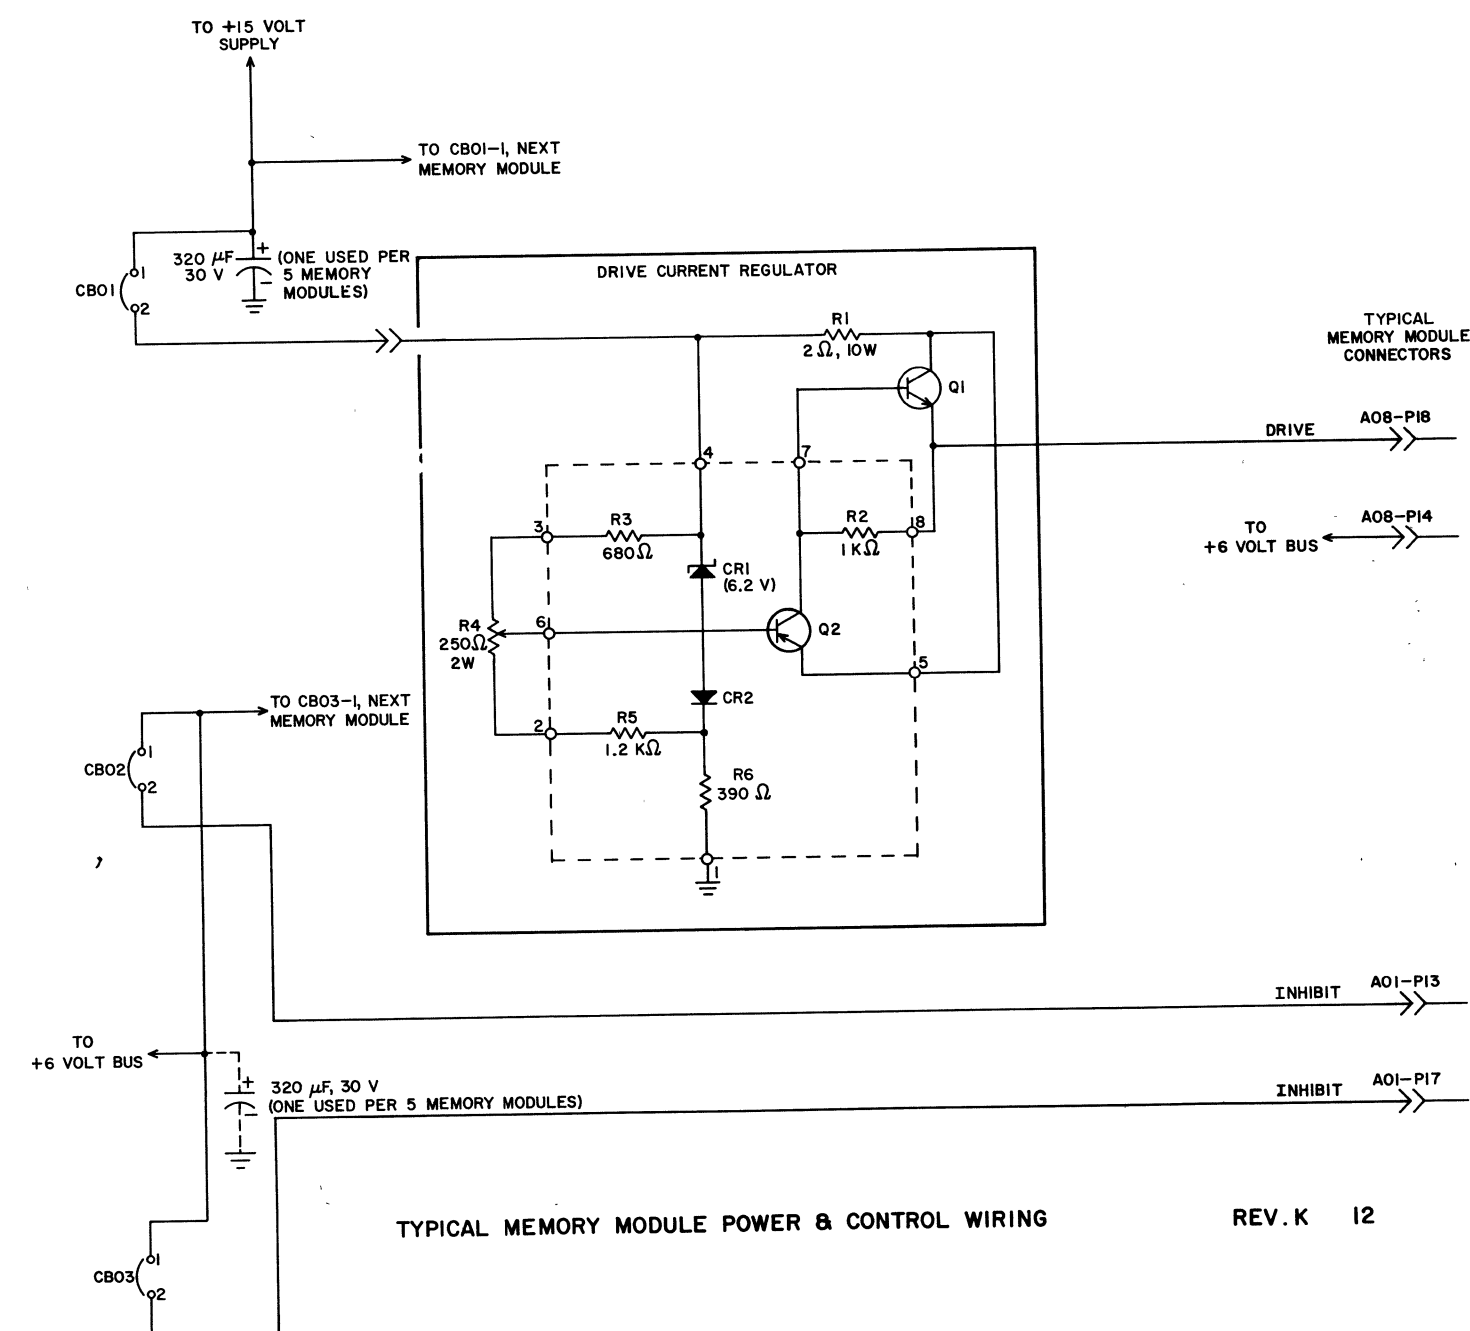 TO +15 VOLT
SUPPLY
TO CB01-1, NEXT
MEMORY MODULE
320 µF
30 V
+
-
(ONE USED PER
5 MEMORY
MODULES)
CB01
1
2
DRIVE CURRENT REGULATOR
R1
2Ω, 10W
Q1
TYPICAL
MEMORY MODULE
CONNECTORS
DRIVE
A08-P18
4
7
3
R3
680Ω
R2
1 KΩ
8
TO
+6 VOLT BUS
A08-P14
CR1
(6.2 V)
R4
250Ω
2W
6
Q2
5
CR2
2
R5
1.2 KΩ
R6
390 Ω
1
TO CB03-1, NEXT
MEMORY MODULE
CB02
1
2
INHIBIT
A01-P13
TO
+6 VOLT BUS
+
-
320 µF, 30 V
(ONE USED PER 5 MEMORY MODULES)
INHIBIT
A01-P17
TYPICAL MEMORY MODULE POWER & CONTROL WIRING
REV. K 12
CB03
1
2